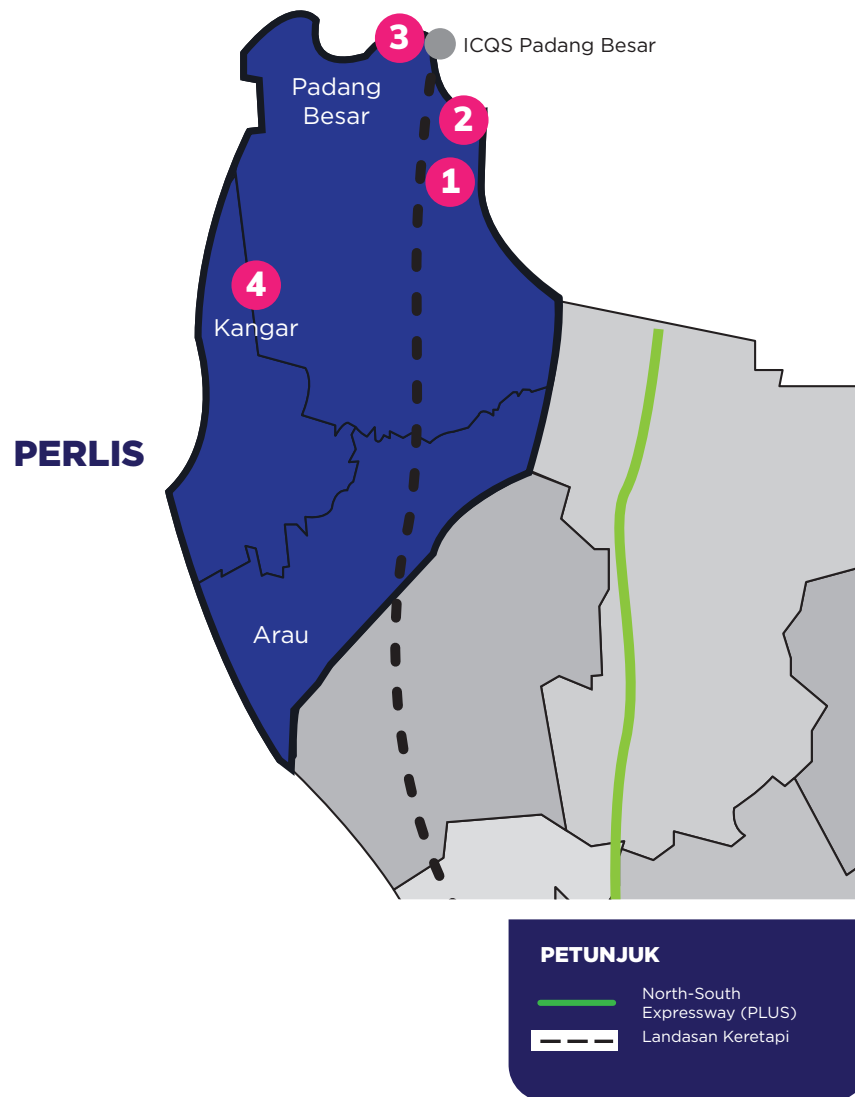 3
ICQS Padang Besar
Padang
Besar
2
1
4
Kangar
PERLIS
Arau
PETUNJUK
North-South
Expressway (PLUS)
Landasan Keretapi